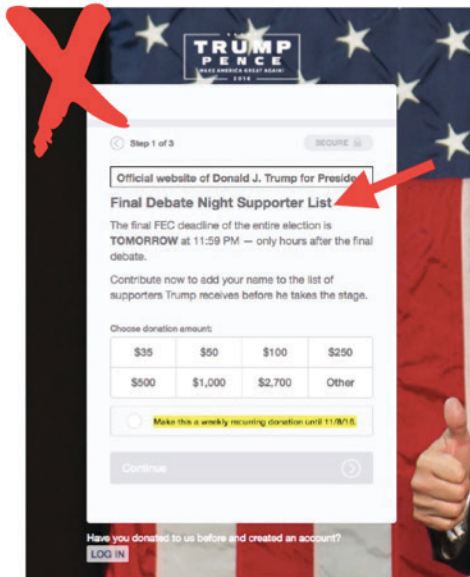 TRUMP
PENCE
MAKE AMERICA GREAT AGAIN!
2016
Step 1 of 3
SECURE
Official website of Donald J. Trump for Presiden
Final Debate Night Supporter List
The final FEC deadline of the entire election is
TOMORROW at 11:59 PM — only hours after the final
debate.
Contribute now to add your name to the list of
supporters Trump receives before he takes the stage.
Choose donation amount:
$35 $50 $100 $250
$500 $1,000 $2,700 Other
Make this a weekly recurring donation until 11/8/16.
Continue
Have you donated to us before and created an account?
LOG IN